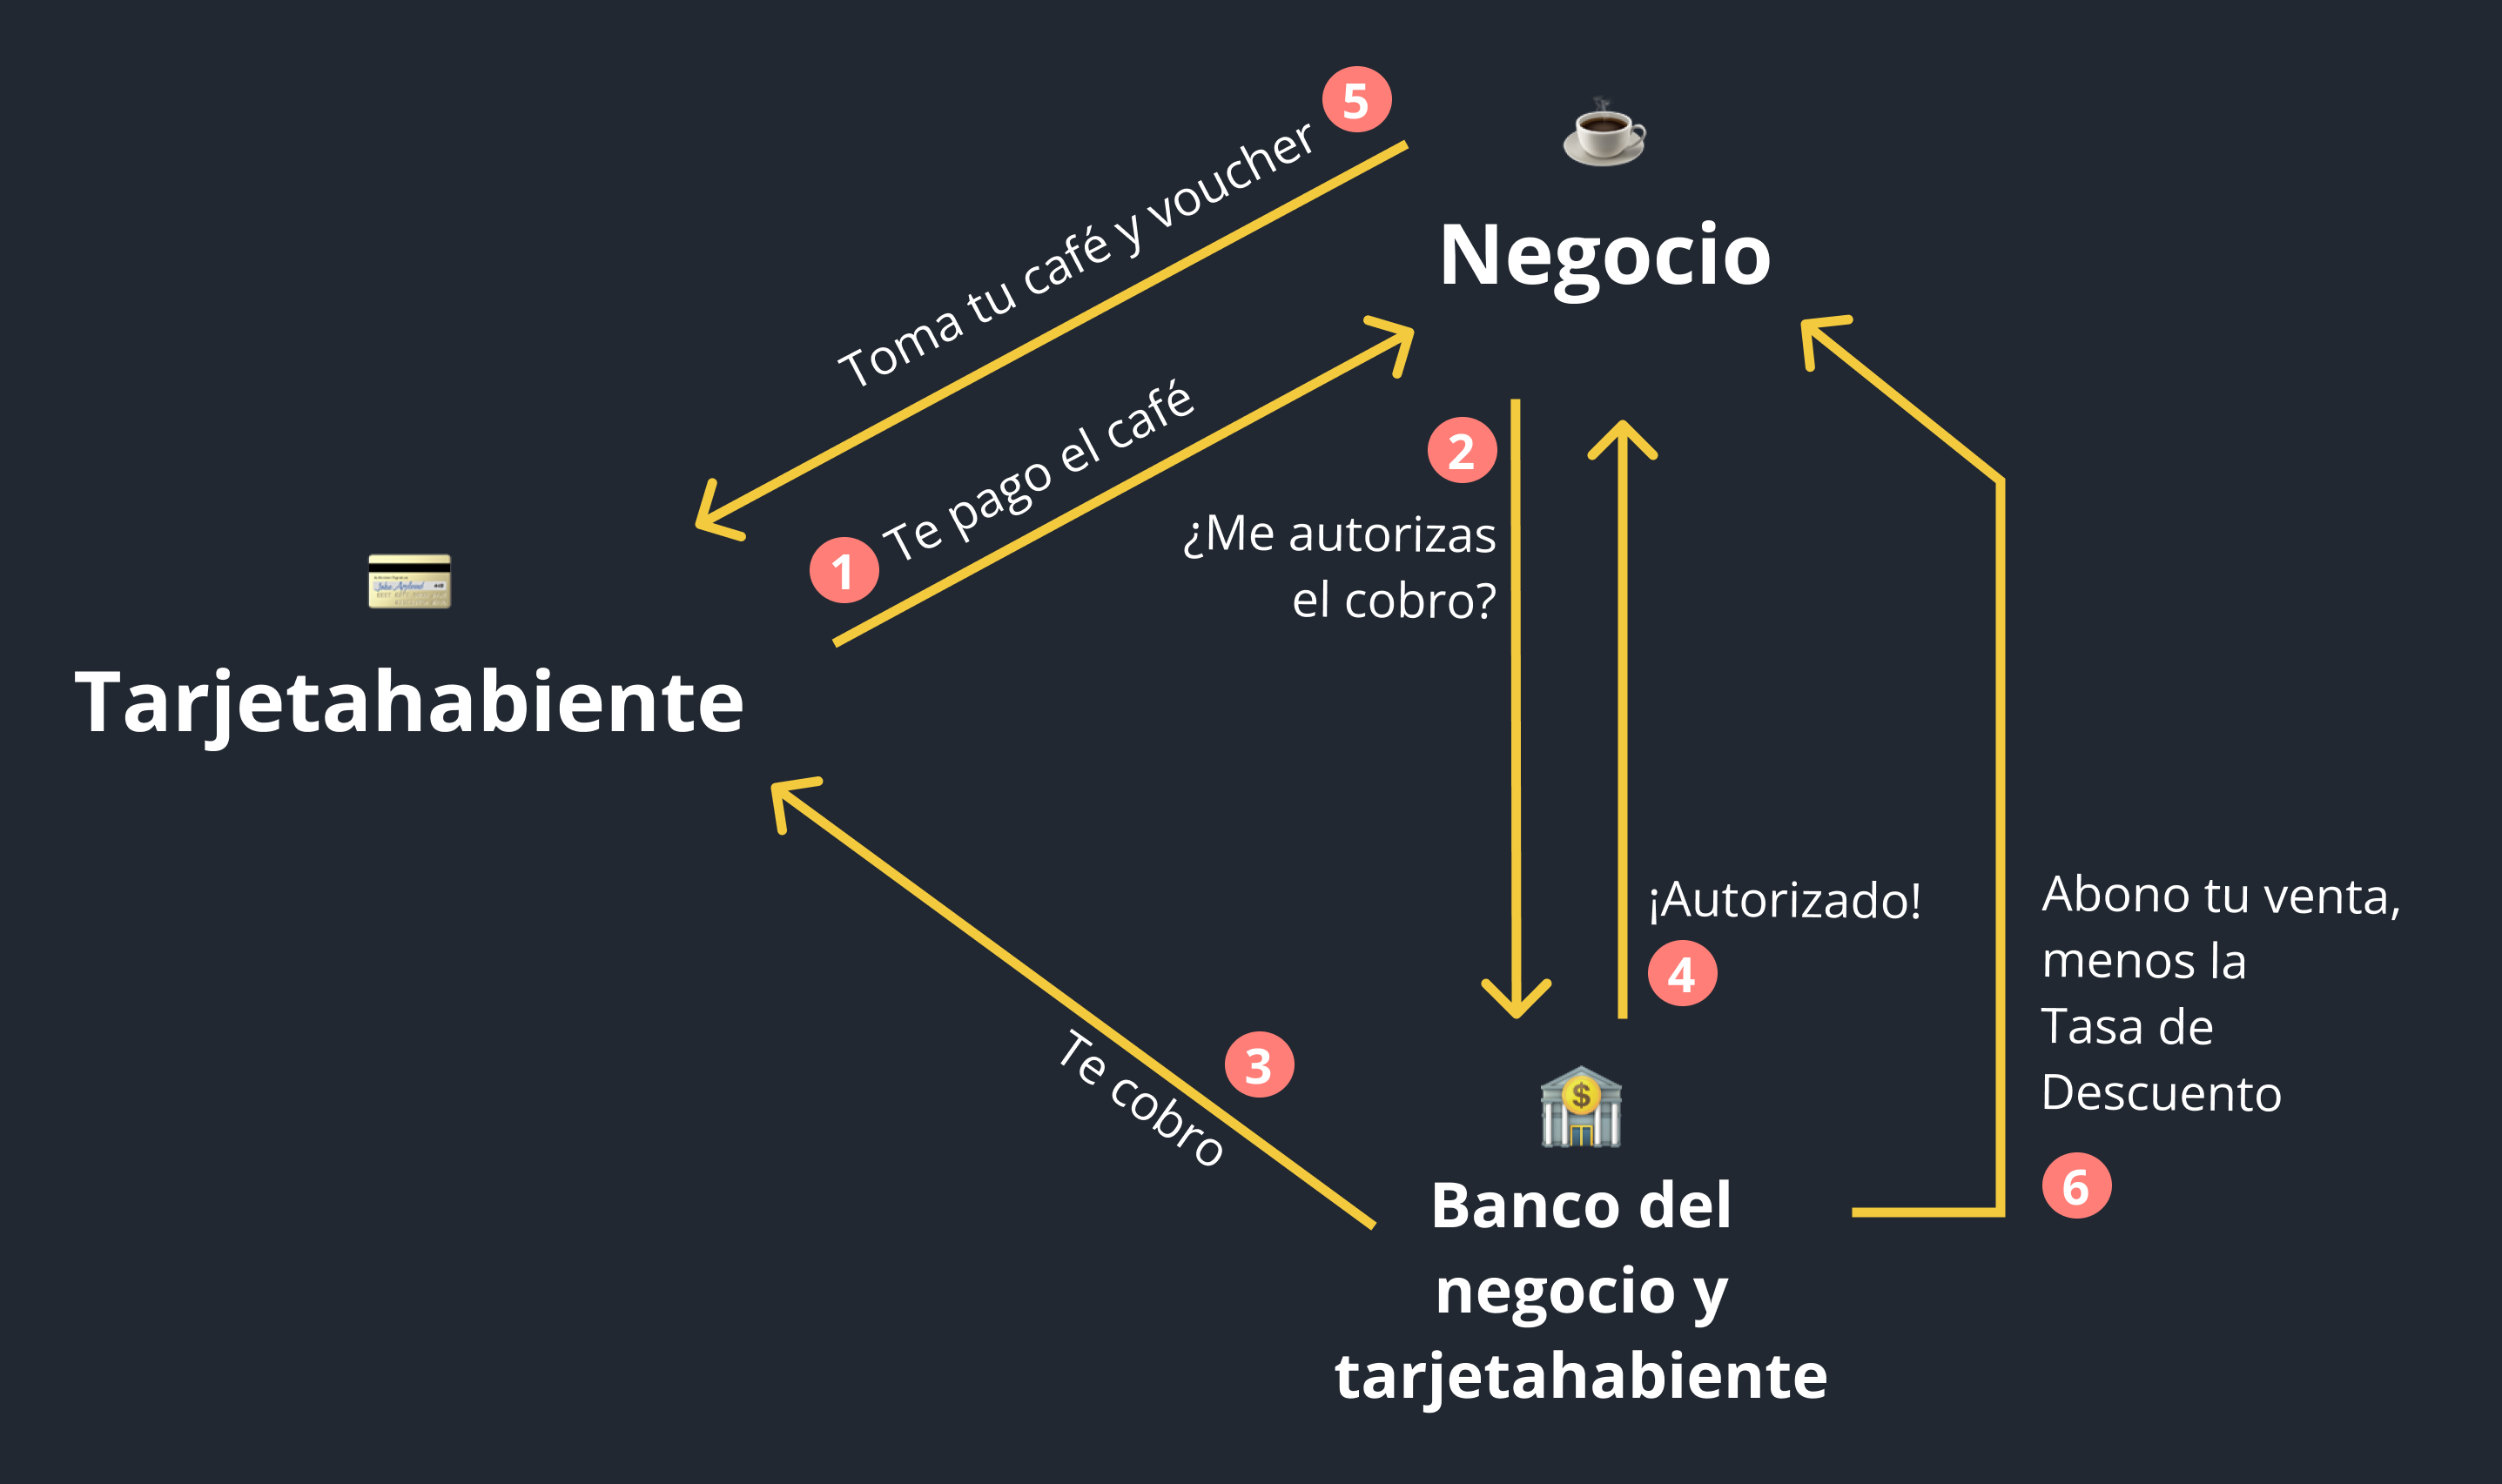 5
Toma tu café y voucher
Negocio
1
Te pago el café
2
¿Me autorizas
el cobro?
Tarjetahabiente
3
Te cobro
¡Autorizado!
4
Abono tu venta,
menos la
Tasa de
Descuento
6
Banco del
negocio y
tarjetahabiente